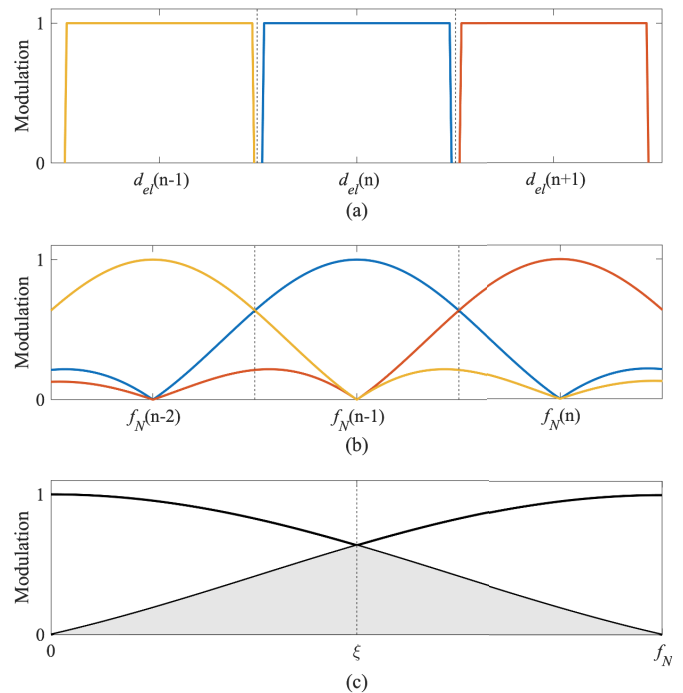 Modulation
1
0
d_el(n-1)
d_el(n)
d_el(n+1)
(a)
Modulation
1
0
f_N(n-2)
f_N(n-1)
f_N(n)
(b)
Modulation
1
0
0
ξ
f_N
(c)